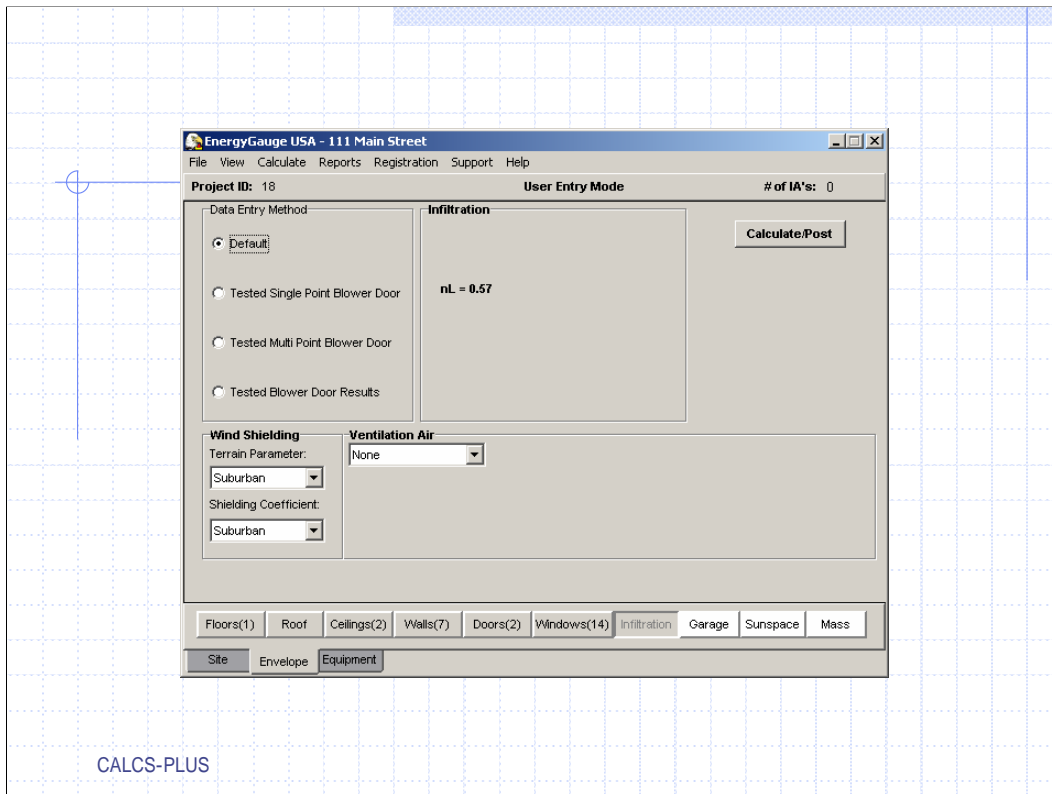 EnergyGauge USA - 111 Main Street
File View Calculate Reports Registration Support Help
Project ID: 18 User Entry Mode # of IA's: 0
Data Entry Method
Default
Tested Single Point Blower Door
Tested Multi Point Blower Door
Tested Blower Door Results
Infiltration
nL = 0.57
Calculate/Post
Wind Shielding
Terrain Parameter:
Suburban
Shielding Coefficient:
Suburban
Ventilation Air
None
Floors(1) Roof Ceilings(2) Walls(7) Doors(2) Windows(14) Infiltration Garage Sunspace Mass
Site Envelope Equipment
CALCS-PLUS